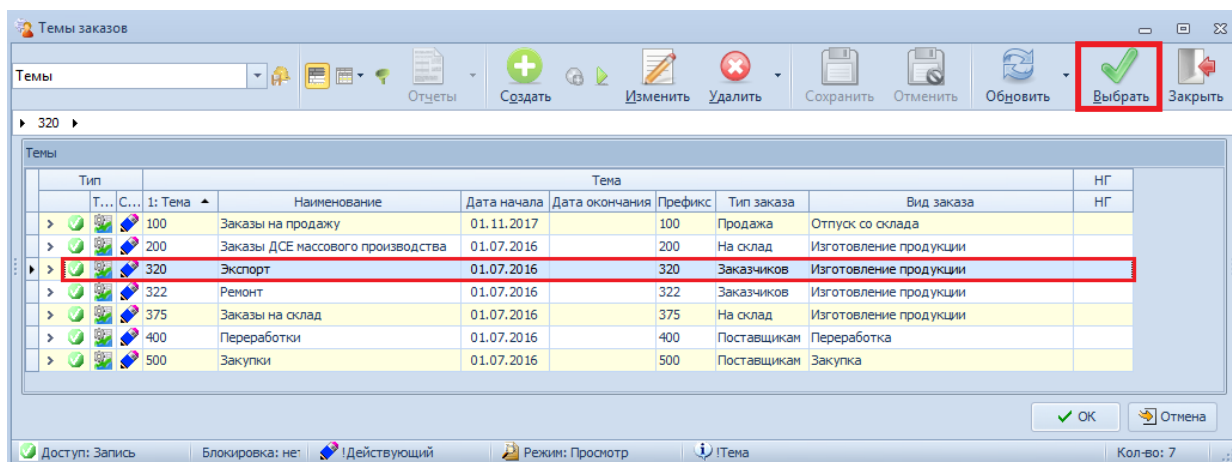 Темы заказов
Темы
Отчеты
Создать
Изменить
Удалить
Сохранить
Отменить
Обновить
Выбрать
Закрыть
320
Темы
Тип Тема НГ
Т... С... 1: Тема Наименование Дата начала Дата окончания Префикс Тип заказа Вид заказа НГ
100 Заказы на продажу 01.11.2017 100 Продажа Отпуск со склада
200 Заказы ДСЕ массового производства 01.07.2016 200 На склад Изготовление продукции
320 Экспорт 01.07.2016 320 Заказчиков Изготовление продукции
322 Ремонт 01.07.2016 322 Заказчиков Изготовление продукции
375 Заказы на склад 01.07.2016 375 На склад Изготовление продукции
400 Переработки 01.07.2016 400 Поставщикам Переработка
500 Закупки 01.07.2016 500 Поставщикам Закупка
OK Отмена
Доступ: Запись Блокировка: нет !Действующий Режим: Просмотр !Тема Кол-во: 7